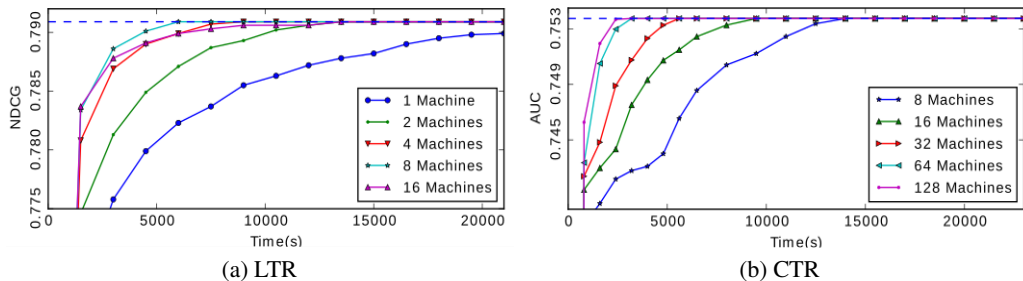 NDCG
0.790
0.785
0.780
0.775
1 Machine
2 Machines
4 Machines
8 Machines
16 Machines
0 5000 10000 15000 20000
Time(s)
(a) LTR
AUC
0.753
0.749
0.745
8 Machines
16 Machines
32 Machines
64 Machines
128 Machines
0 5000 10000 15000 20000
Time(s)
(b) CTR